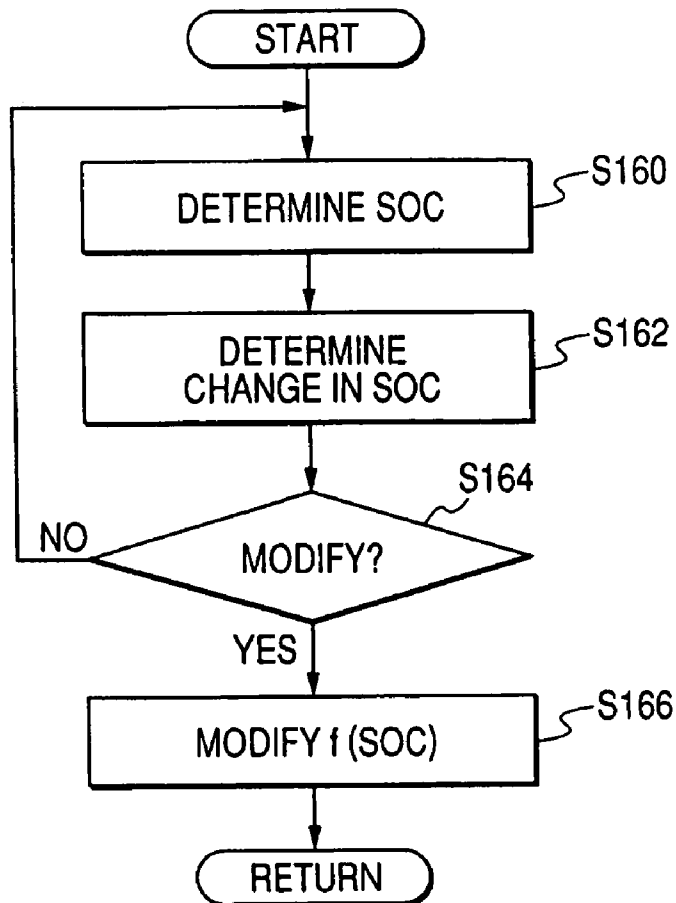 START
DETERMINE SOC
S160
DETERMINE
CHANGE IN SOC
S162
S164
NO
MODIFY?
YES
MODIFY f (SOC)
S166
RETURN